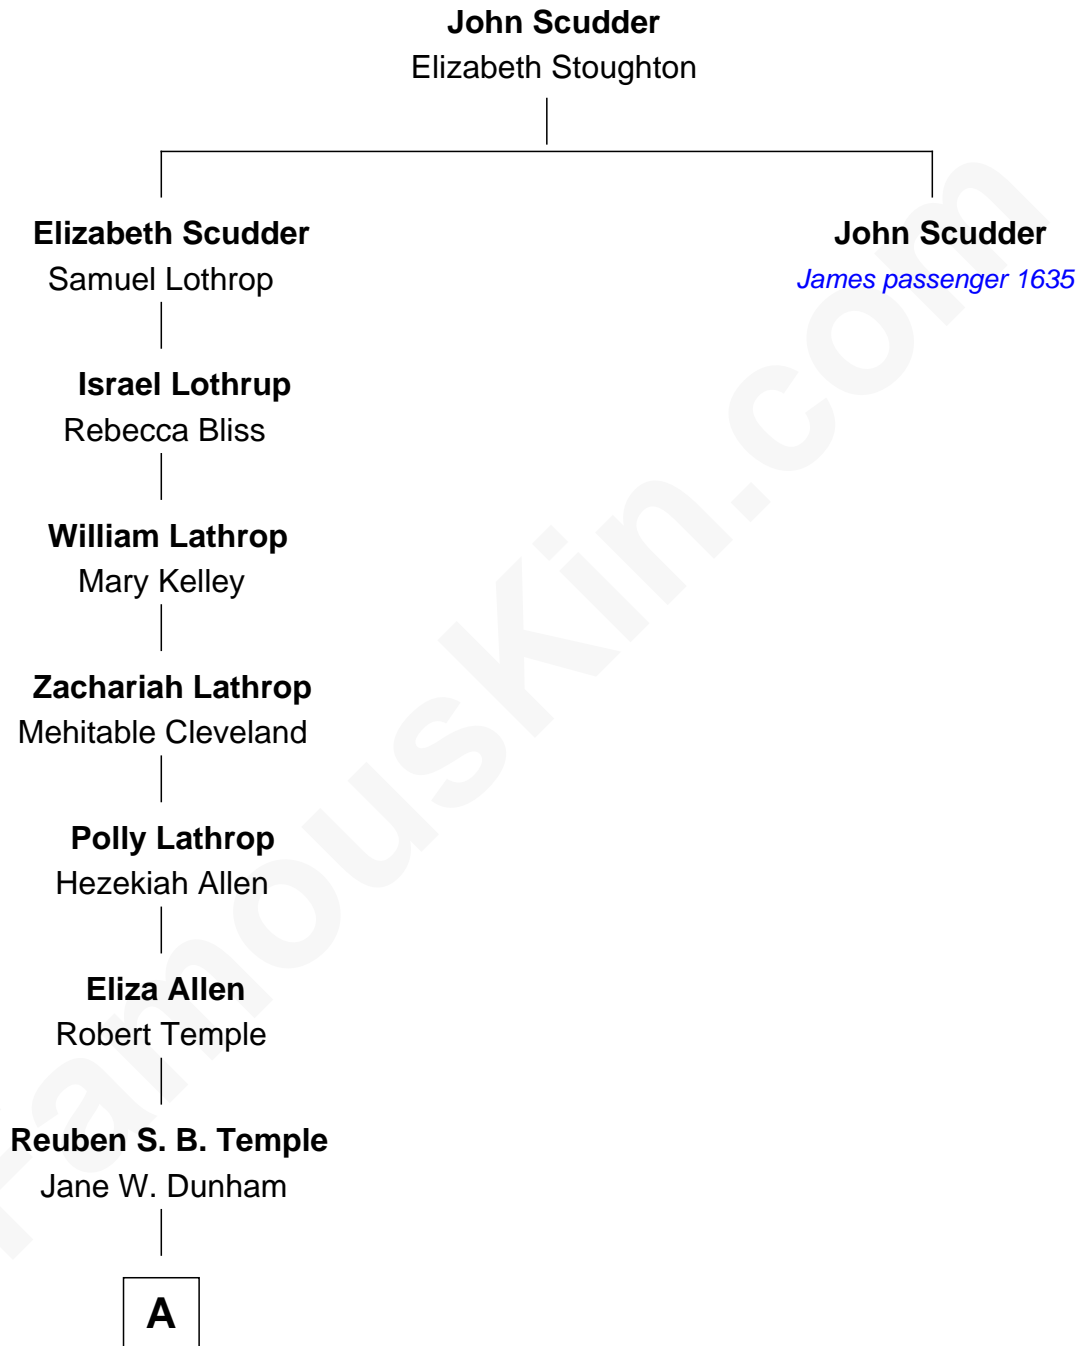 John Scudder
Elizabeth Stoughton
Elizabeth Scudder
Samuel Lothrop
John Scudder
James passenger 1635
Israel Lothrup
Rebecca Bliss
William Lathrop
Mary Kelley
Zachariah Lathrop
Mehitable Cleveland
Polly Lathrop
Hezekiah Allen
Eliza Allen
Robert Temple
Reuben S. B. Temple
Jane W. Dunham
A
FamousKin.com